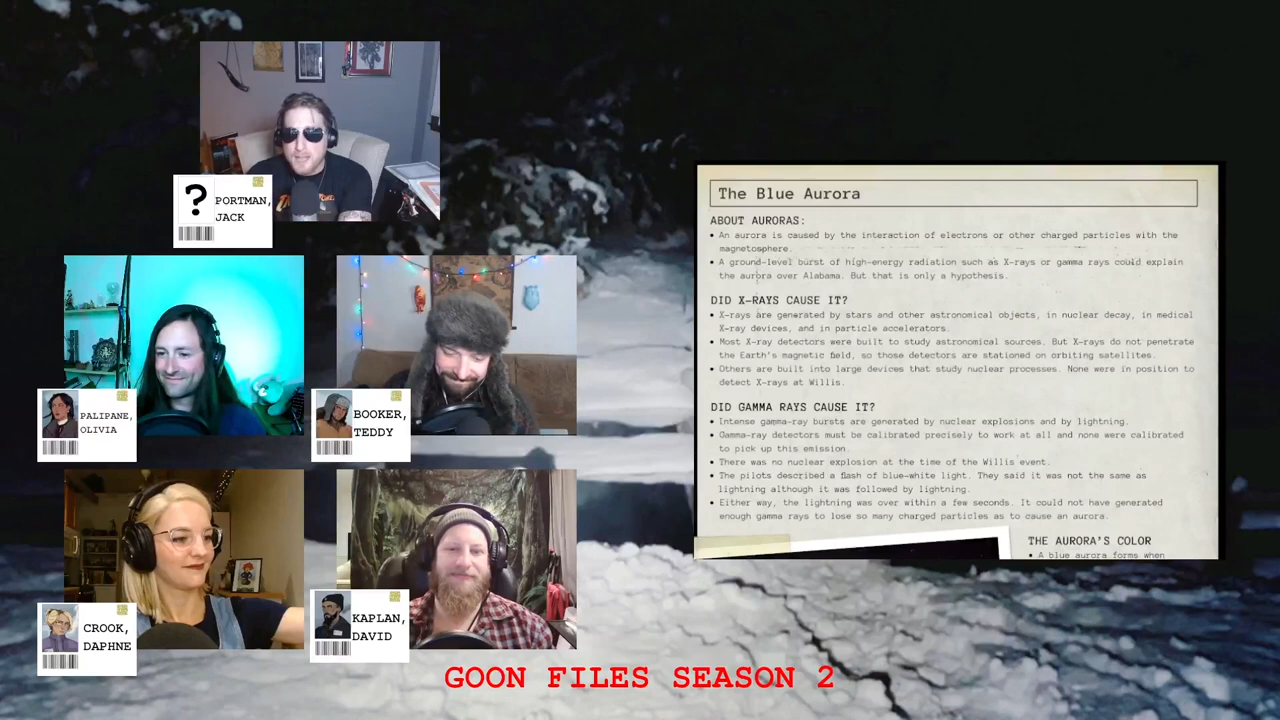 ?
PORTMAN,
JACK
PALIPANE,
OLIVIA
BOOKER,
TEDDY
CROOK,
DAPHNE
KAPLAN,
DAVID
The Blue Aurora
ABOUT AURORAS:
• An aurora is caused by the interaction of electrons or other charged particles with the
magnetosphere.
• A ground-level burst of high-energy radiation such as X-rays or gamma rays could explain
the aurora over Alabama. But that is only a hypothesis.
DID X-RAYS CAUSE IT?
• X-rays are generated by stars and other astronomical objects, in nuclear decay, in medical
X-ray devices, and in particle accelerators.
• Most X-ray detectors were built to study astronomical sources. But X-rays do not penetrate
the Earth's magnetic field, so those detectors are stationed on orbiting satellites.
• Others are built into large devices that study nuclear processes. None were in position to
detect X-rays at Willis.
DID GAMMA RAYS CAUSE IT?
• Intense gamma-ray bursts are generated by nuclear explosions and by lightning.
• Gamma-ray detectors must be calibrated precisely to work at all and none were calibrated
to pick up this emission.
• There was no nuclear explosion at the time of the Willis event.
• The pilots described a flash of blue-white light. They said it was not the same as
lightning although it was followed by lightning.
• Either way, the lightning was over within a few seconds. It could not have generated
enough gamma rays to lose so many charged particles as to cause an aurora.
THE AURORA'S COLOR
• A blue aurora forms when
GOON FILES SEASON 2